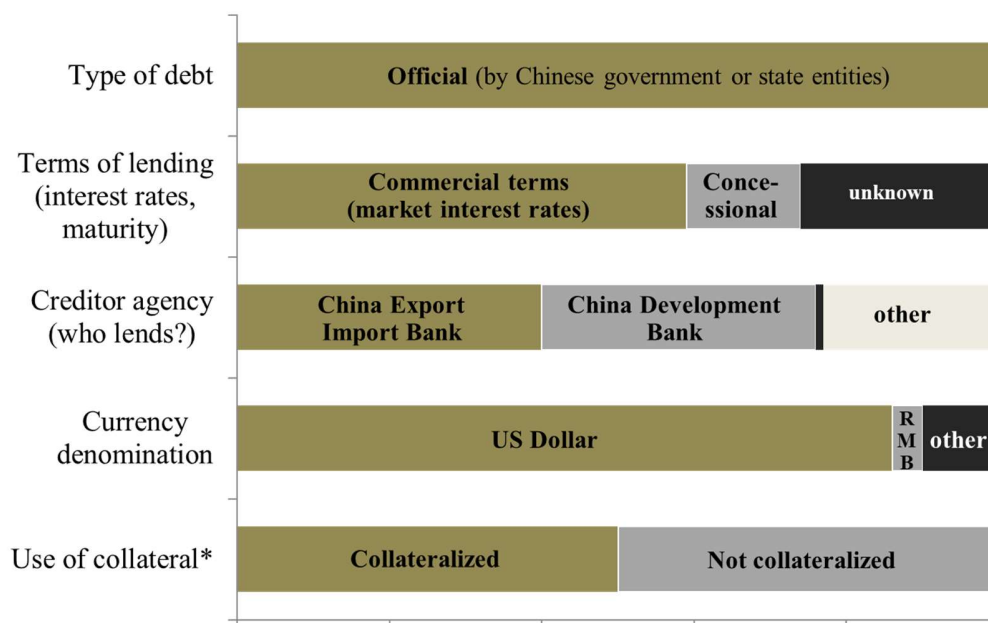 Type of debt
Official (by Chinese government or state entities)
Terms of lending
(interest rates,
maturity)
Commercial terms
(market interest rates)
Conce-
ssional
unknown
Creditor agency
(who lends?)
China Export
Import Bank
China Development
Bank
other
Currency
denomination
US Dollar
R
M
B
other
Use of collateral*
Collateralized
Not collateralized